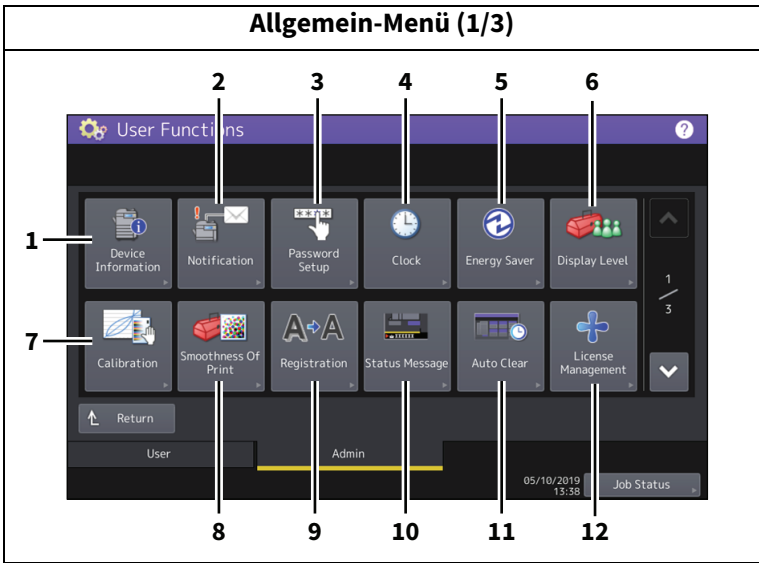 Allgemein-Menü (1/3)
2 3 4 5 6
User Functions ?
1
****
Device
Information
Notification
Password
Setup
Clock
Energy Saver
Display Level
1
3
7
Calibration
Smoothness Of
Print
A A
Registration
Status Message
Auto Clear
License
Management
Return
User
Admin
05/10/2019
13:38
Job Status
8 9 10 11 12